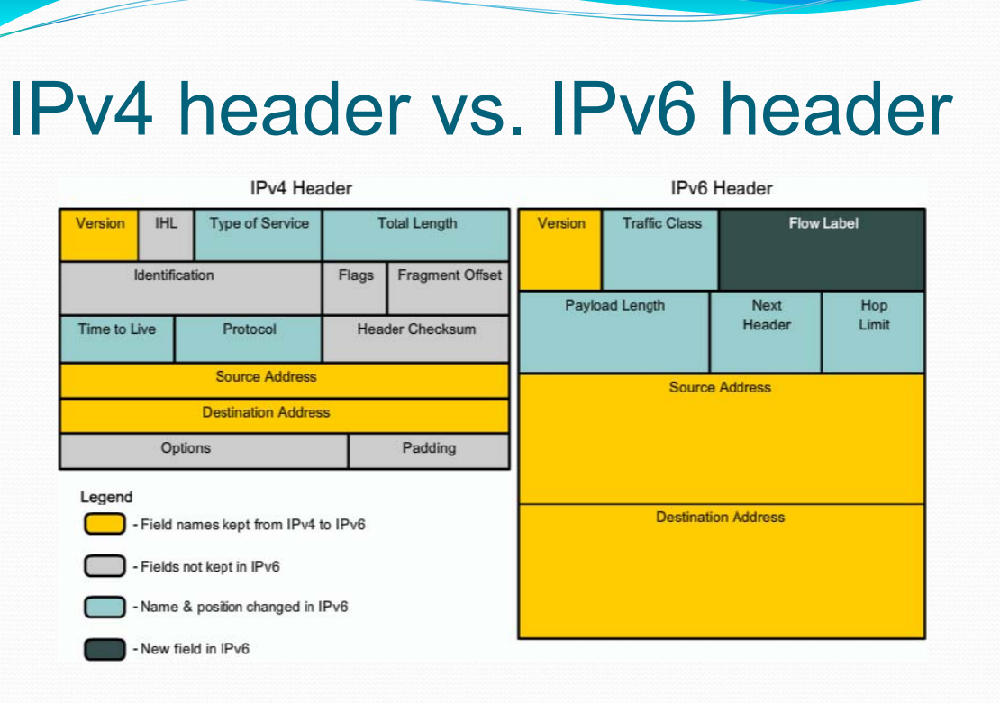 IPv4 header vs. IPv6 header
IPv4 Header
Version IHL Type of Service Total Length
Identification Flags Fragment Offset
Time to Live Protocol Header Checksum
Source Address
Destination Address
Options Padding
IPv6 Header
Version Traffic Class Flow Label
Payload Length Next Header Hop Limit
Source Address
Destination Address
Legend
- Field names kept from IPv4 to IPv6
- Fields not kept in IPv6
- Name & position changed in IPv6
- New field in IPv6